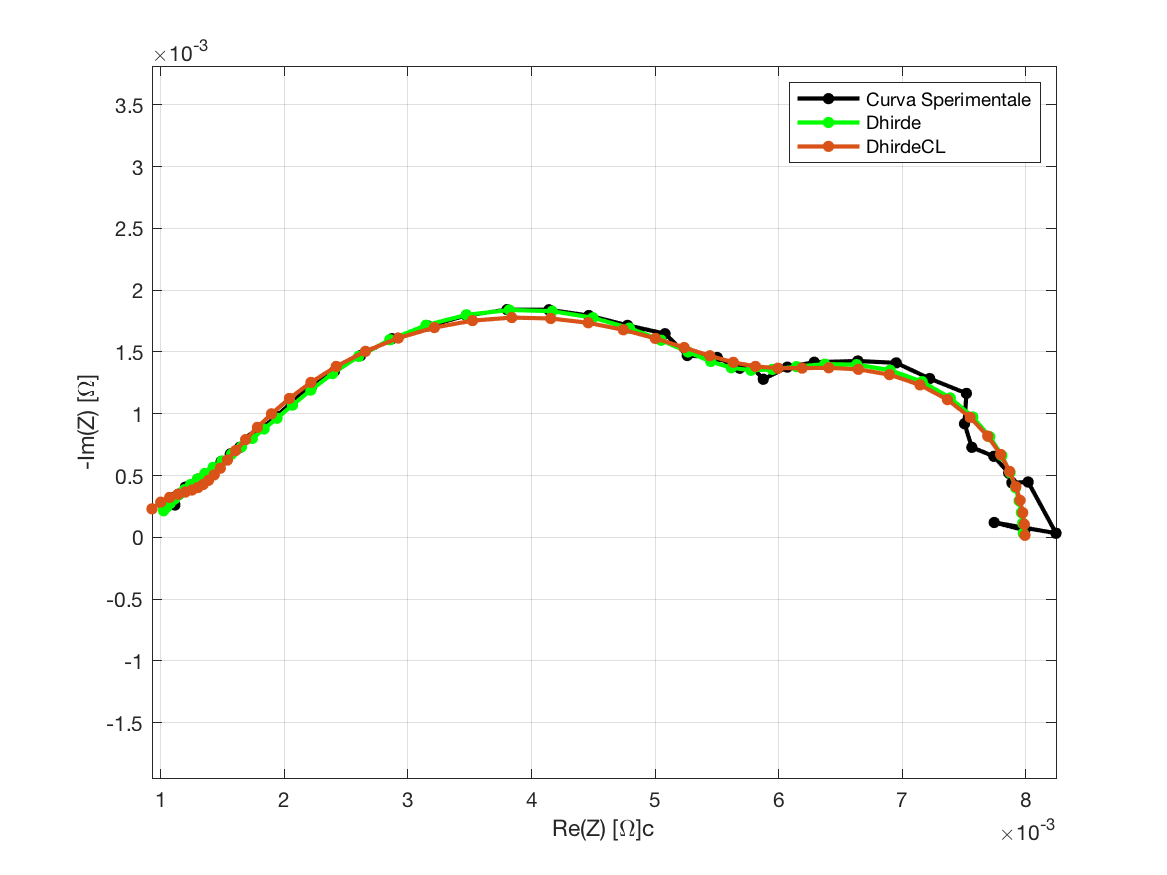 ×10-3
3.5
3
2.5
2
1.5
1
0.5
0
-0.5
-1
-1.5
-Im(Z) [Ω]
Curva Sperimentale
Dhirde
DhirdeCL
1 2 3 4 5 6 7 8
Re(Z) [Ω]c
×10-3